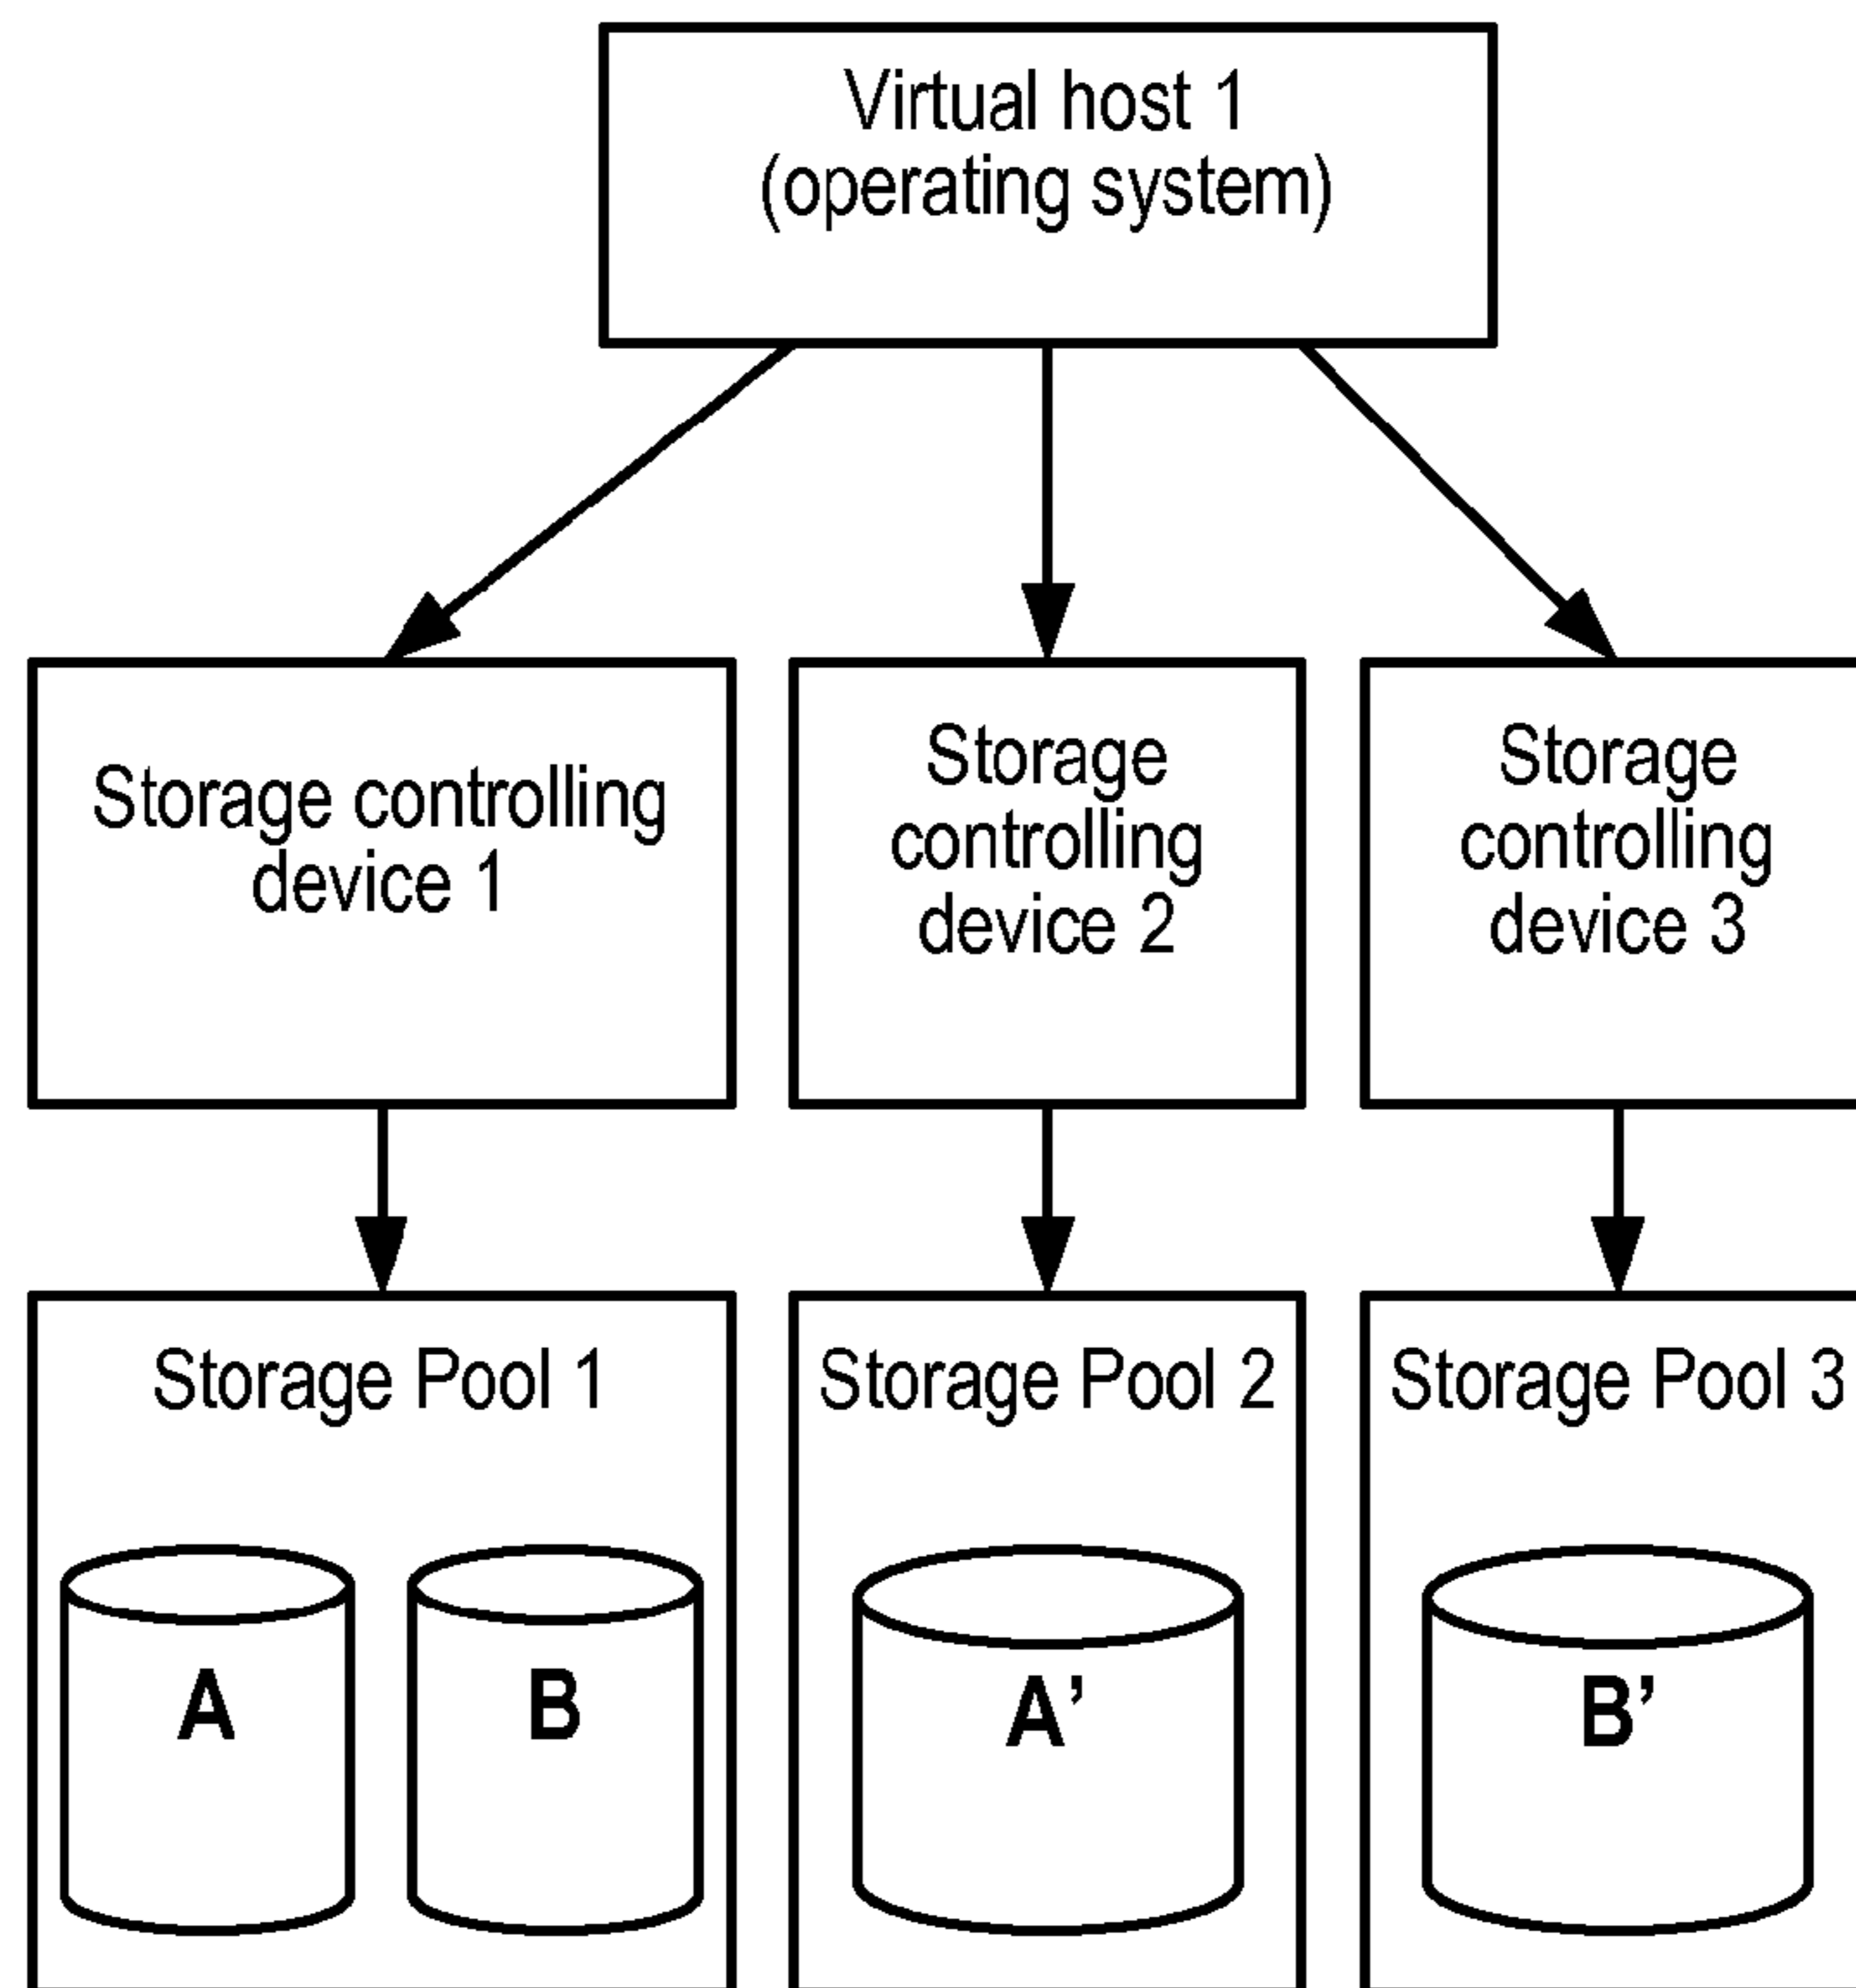 Virtual host 1
(operating system)
Storage controlling
device 1
Storage
controlling
device 2
Storage
controlling
device 3
Storage Pool 1
Storage Pool 2
Storage Pool 3
A
B
A’
B’